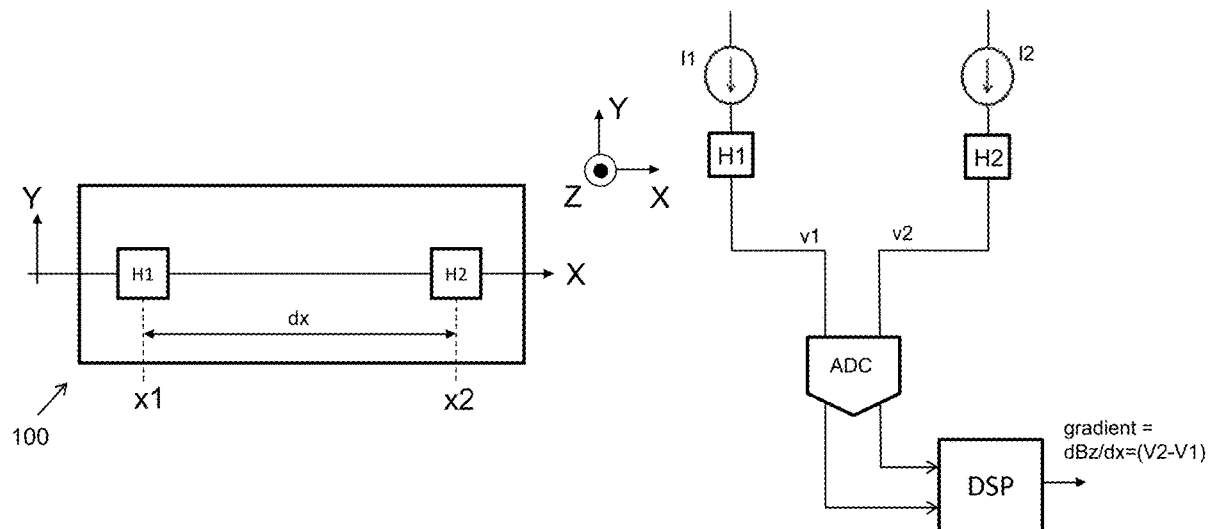 Y
H1
H2
X
dx
x1
x2
100
Y
Z
X
I1
I2
H1
H2
v1
v2
ADC
DSP
gradient =
dBz/dx=(V2-V1)